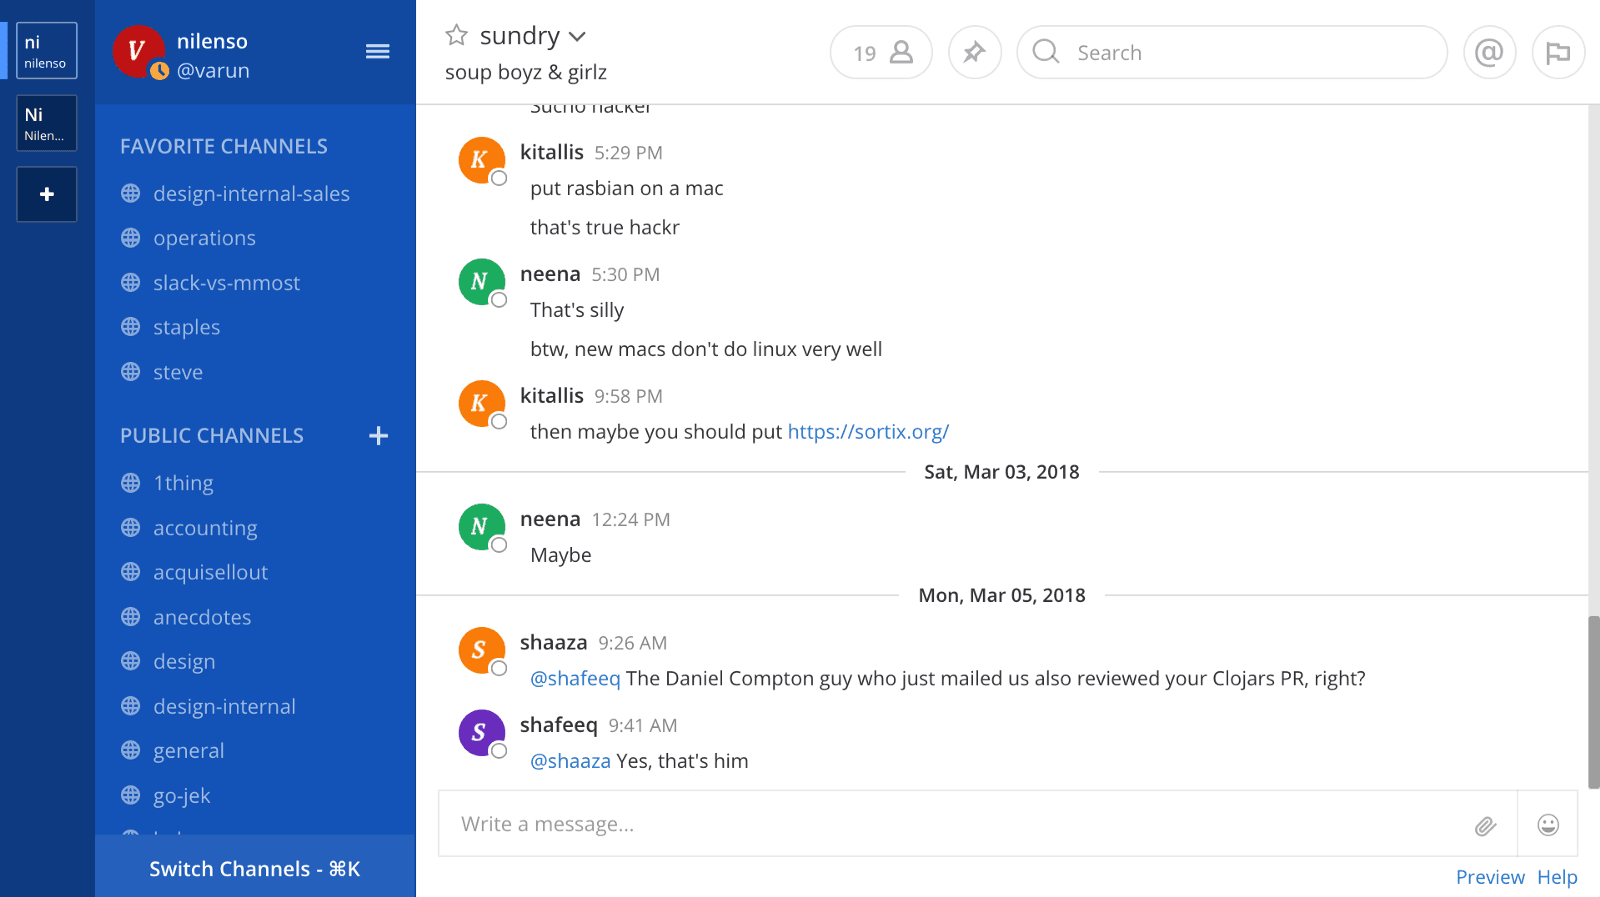 ni
nilenso
Ni
Nilen...
+
V
nilenso
@varun
FAVORITE CHANNELS
design-internal-sales
operations
slack-vs-mmost
staples
steve
PUBLIC CHANNELS +
1thing
accounting
acquisellout
anecdotes
design
design-internal
general
go-jek
Switch Channels - ⌘K
sundry
soup boyz & girlz
19
Search
@
hacker
K
kitallis 5:29 PM
put rasbian on a mac
that's true hackr
N
neena 5:30 PM
That's silly
btw, new macs don't do linux very well
K
kitallis 9:58 PM
then maybe you should put https://sortix.org/
Sat, Mar 03, 2018
N
neena 12:24 PM
Maybe
Mon, Mar 05, 2018
S
shaaza 9:26 AM
@shafeeq The Daniel Compton guy who just mailed us also reviewed your Clojars PR, right?
S
shafeeq 9:41 AM
@shaaza Yes, that's him
Write a message...
Preview Help